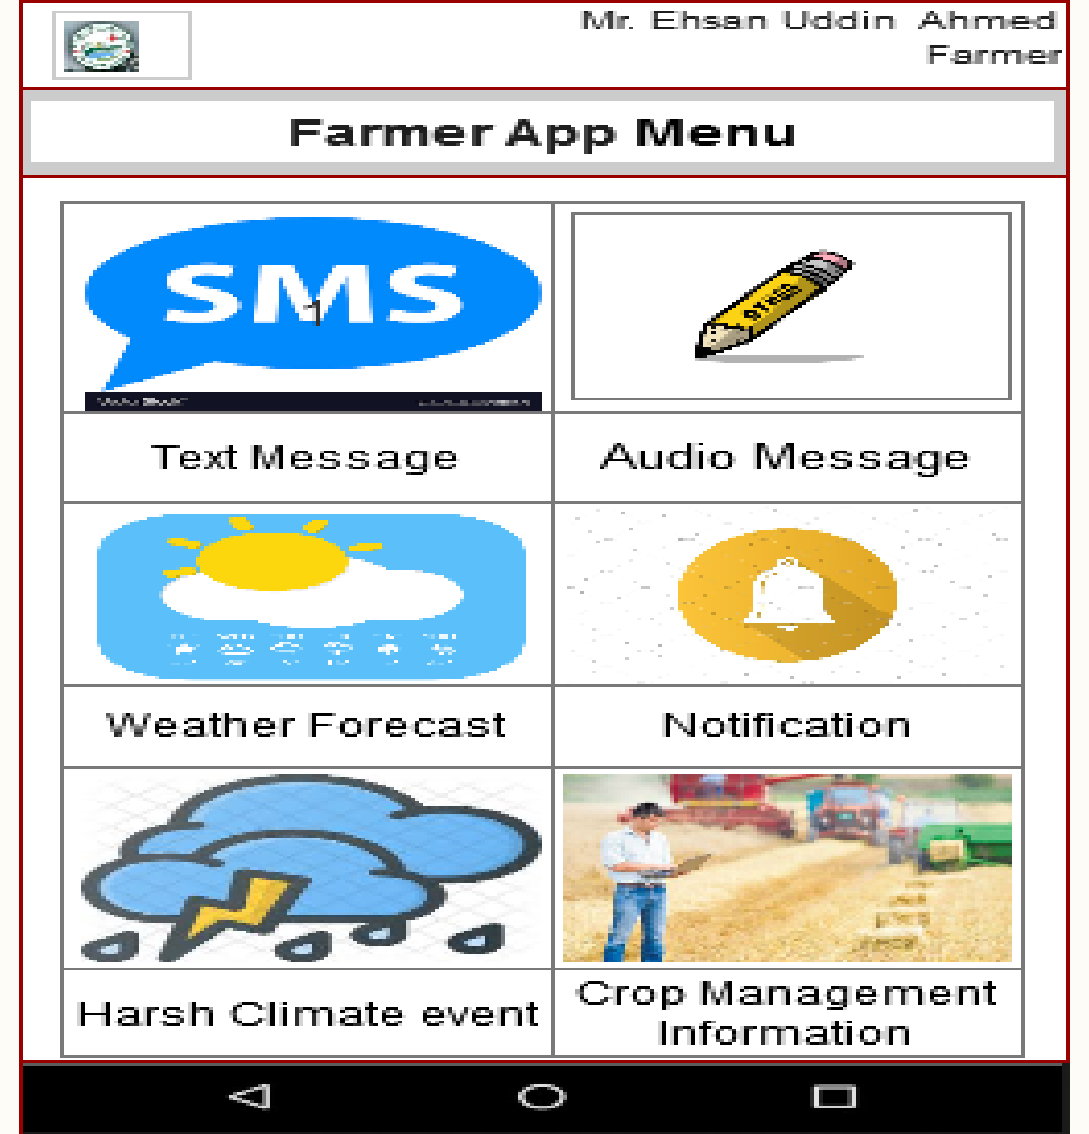 Mr. Ehsan Uddin Ahmed
Farmer
Farmer App Menu
SMS
1
Text Message
Audio Message
Weather Forecast
Notification
Harsh Climate event
Crop Management
Information